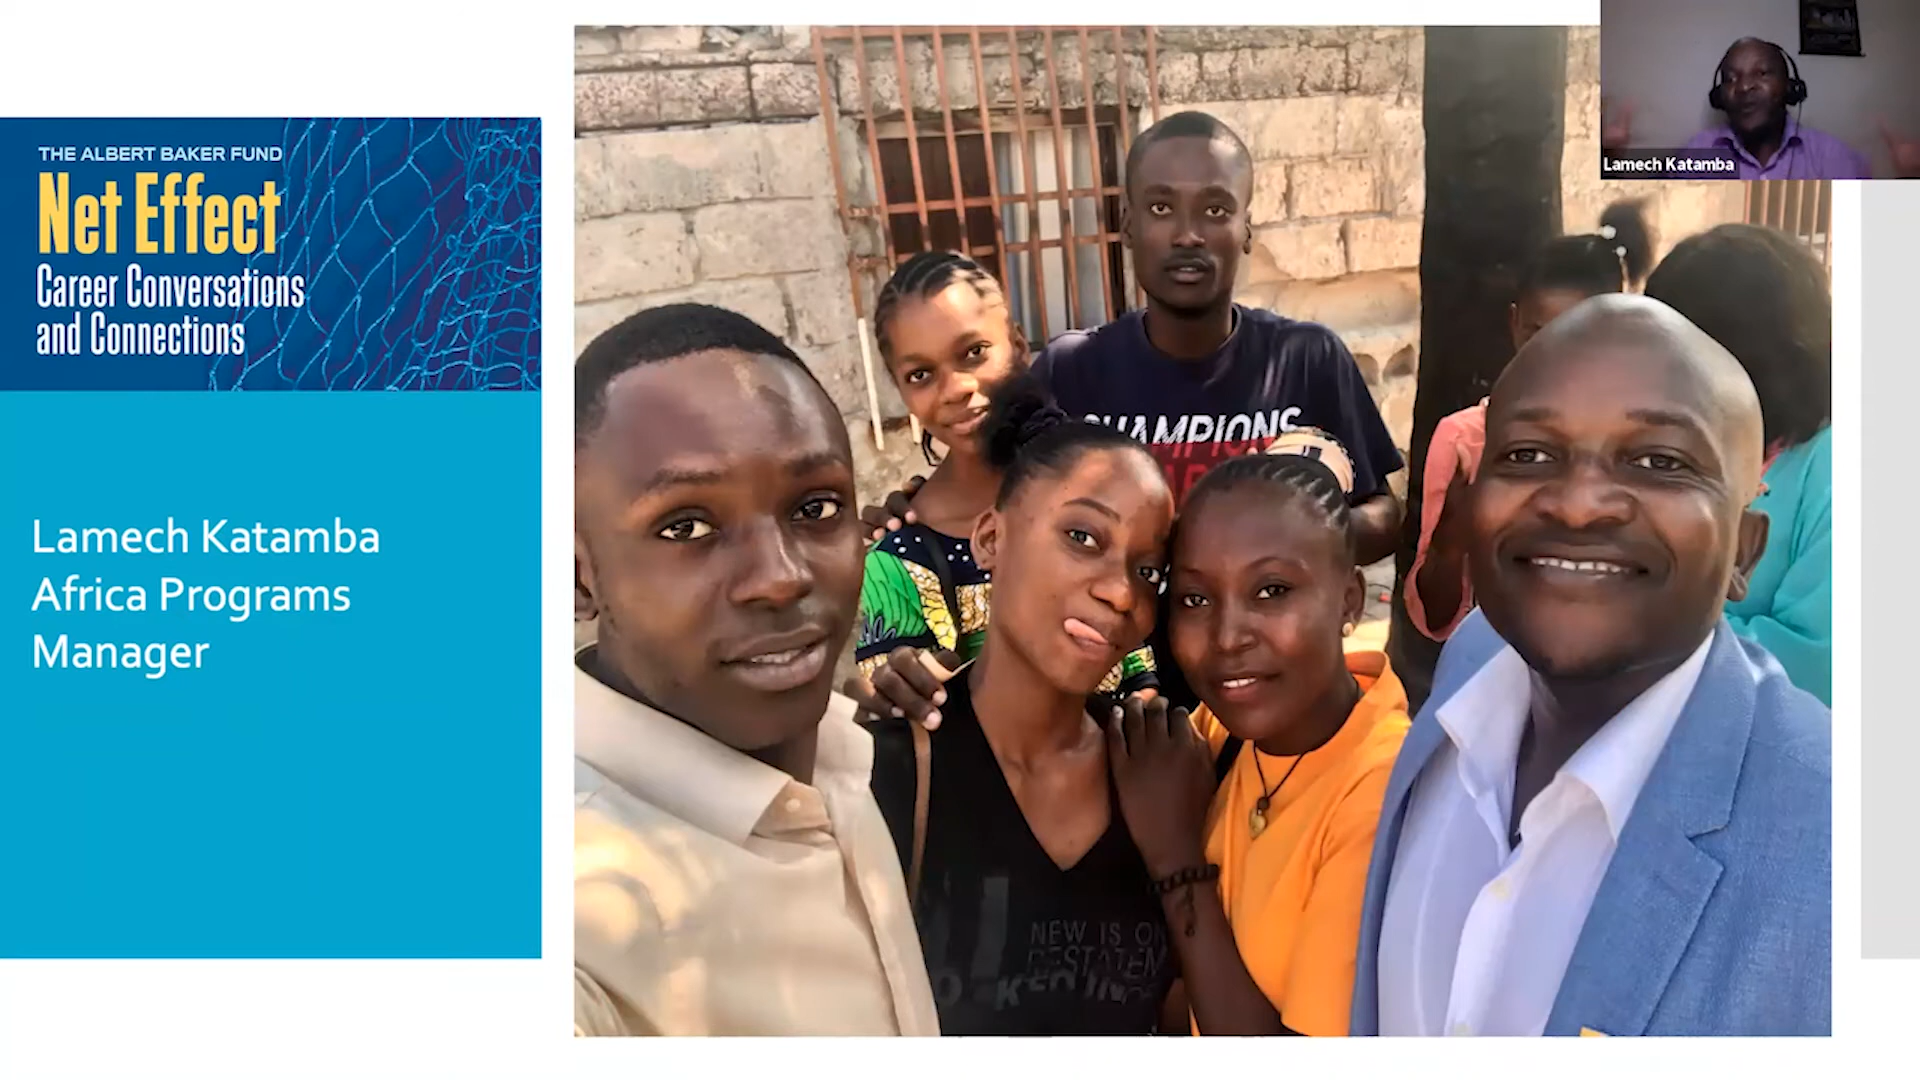 THE ALBERT BAKER FUND
Net Effect
Career Conversations
and Connections
Lamech Katamba
Africa Programs
Manager
Lamech Katamba
CHAMPIONS
NEW IS